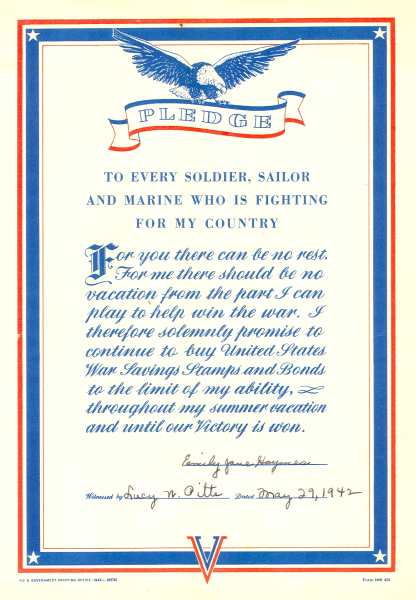 PLEDGE
TO EVERY SOLDIER, SAILOR
AND MARINE WHO IS FIGHTING
FOR MY COUNTRY
For you there can be no rest.
For me there should be no
vacation from the part I can
play to help win the war. I
therefore solemnly promise to
continue to buy United States
War Savings Stamps and Bonds
to the limit of my ability,
throughout my summer vacation
and until our Victory is won.
Emily Jane Haymes
Witnessed by Lucy W. Pitts Dated May 29, 1942
V
U.S. GOVERNMENT PRINTING OFFICE